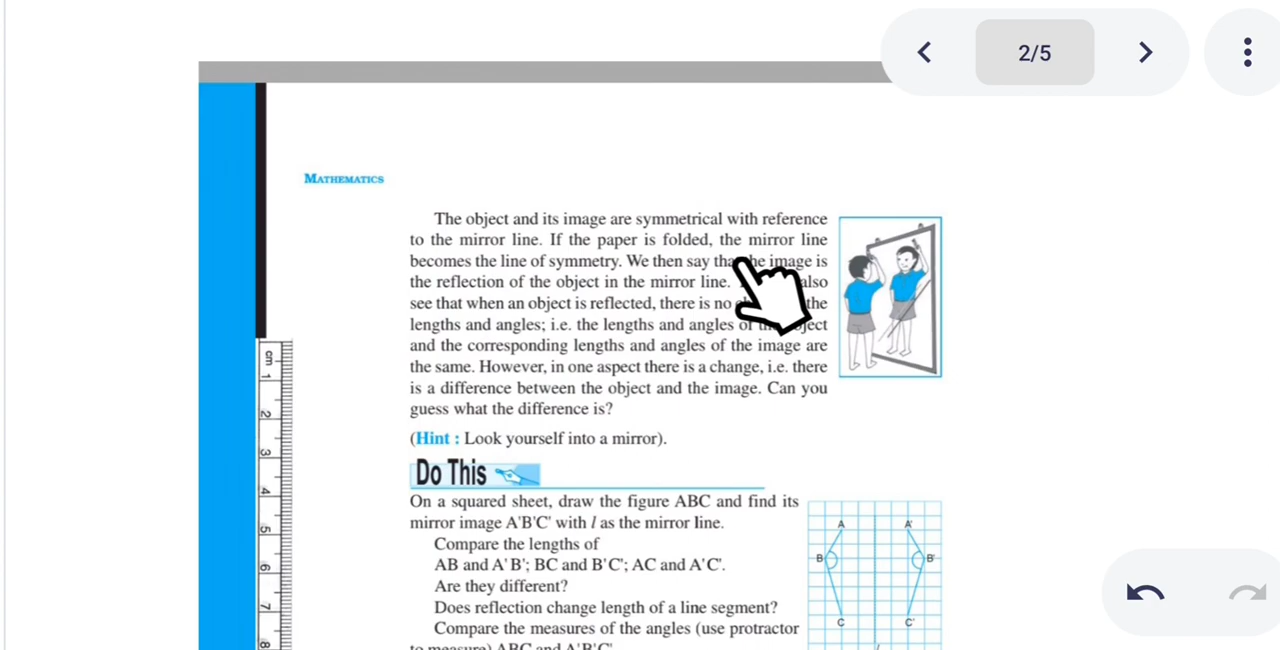 2/5
MATHEMATICS
The object and its image are symmetrical with reference
to the mirror line. If the paper is folded, the mirror line
becomes the line of symmetry. We then say image is
the reflection of the object in the mirror line. also
see that when an object is reflected, there is no the
lengths and angles; i.e. the lengths and angles of
and the corresponding lengths and angles of the image are
the same. However, in one aspect there is a change, i.e. there
is a difference between the object and the image. Can you
guess what the difference is?
(Hint : Look yourself into a mirror).
Do This
On a squared sheet, draw the figure ABC and find its
mirror image A'B'C' with l as the mirror line.
Compare the lengths of
AB and A'B'; BC and B'C'; AC and A'C'.
Are they different?
Does reflection change length of a line segment?
Compare the measures of the angles (use protractor
to measure) ABC and A'B'C'
A A'
B B'
C C'
l
cm 1
2
3
4
5
6
7
8